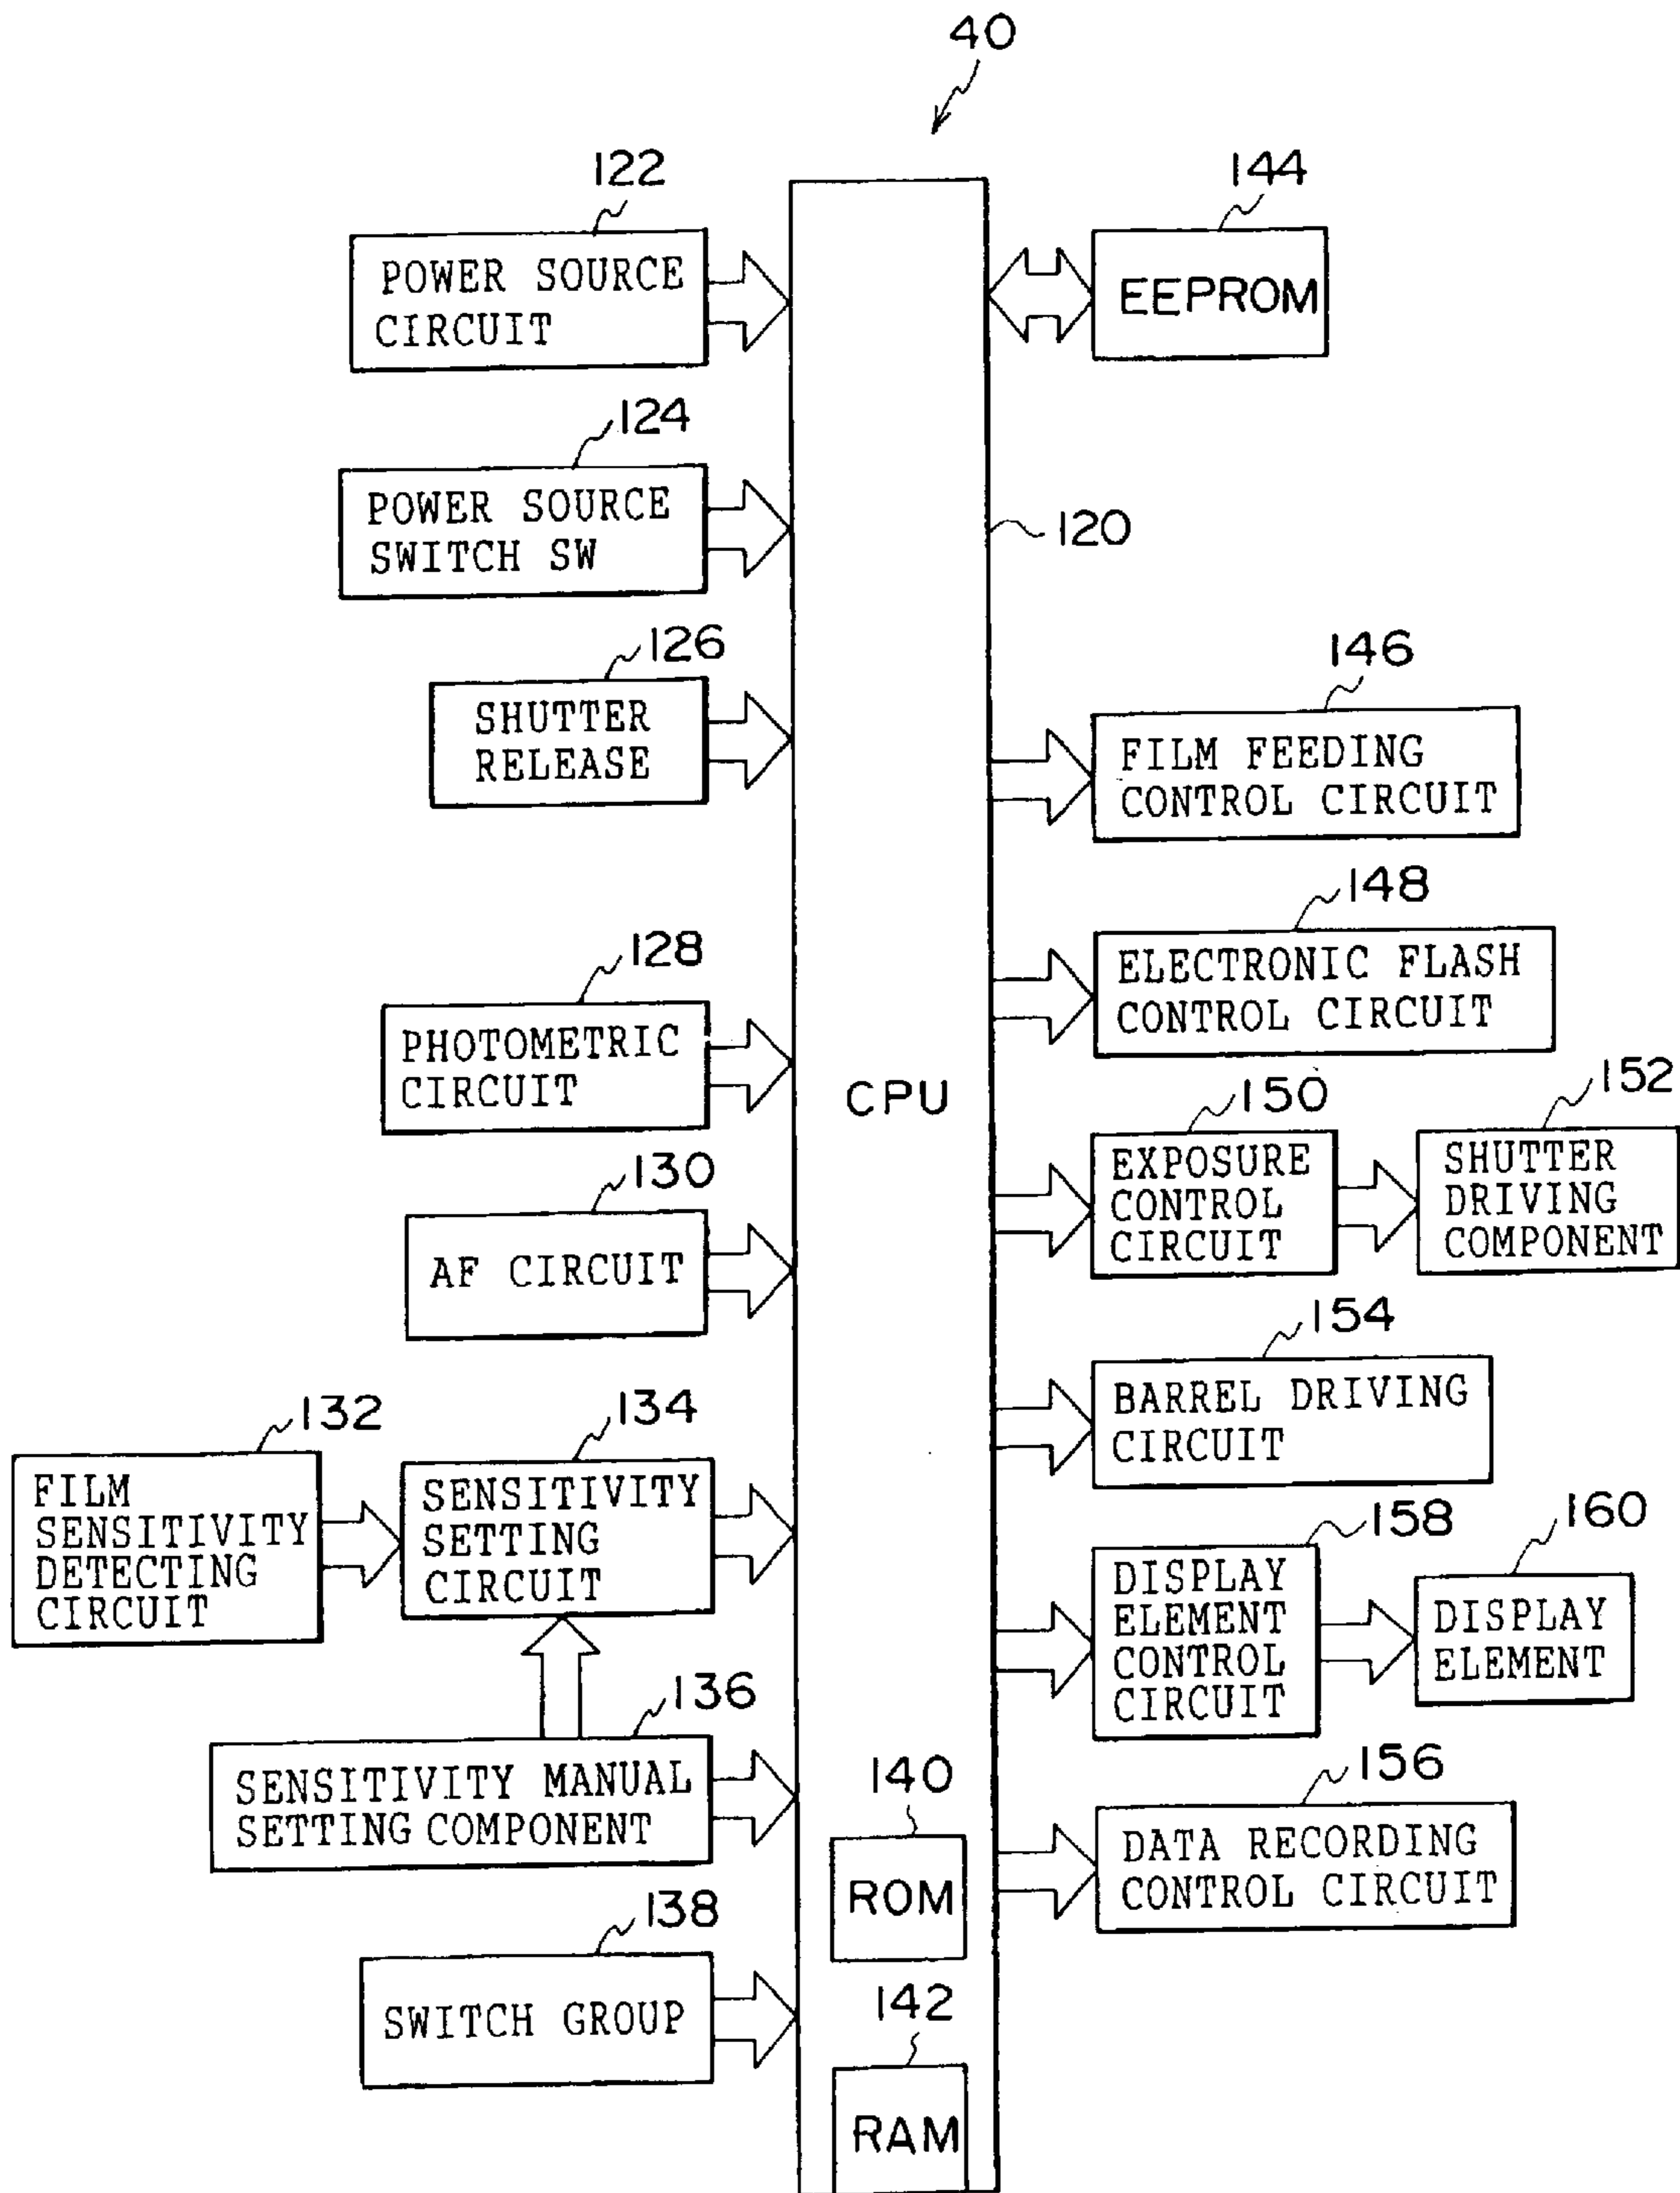 40
122
POWER SOURCE
CIRCUIT
144
EEPROM
124
POWER SOURCE
SWITCH SW
120
126
SHUTTER
RELEASE
146
FILM FEEDING
CONTROL CIRCUIT
148
ELECTRONIC FLASH
CONTROL CIRCUIT
128
PHOTOMETRIC
CIRCUIT
CPU
150
EXPOSURE
CONTROL
CIRCUIT
152
SHUTTER
DRIVING
COMPONENT
130
AF CIRCUIT
154
BARREL DRIVING
CIRCUIT
132
FILM
SENSITIVITY
DETECTING
CIRCUIT
134
SENSITIVITY
SETTING
CIRCUIT
158
DISPLAY
ELEMENT
CONTROL
CIRCUIT
160
DISPLAY
ELEMENT
136
SENSITIVITY MANUAL
SETTING COMPONENT
140
ROM
156
DATA RECORDING
CONTROL CIRCUIT
138
SWITCH GROUP
142
RAM